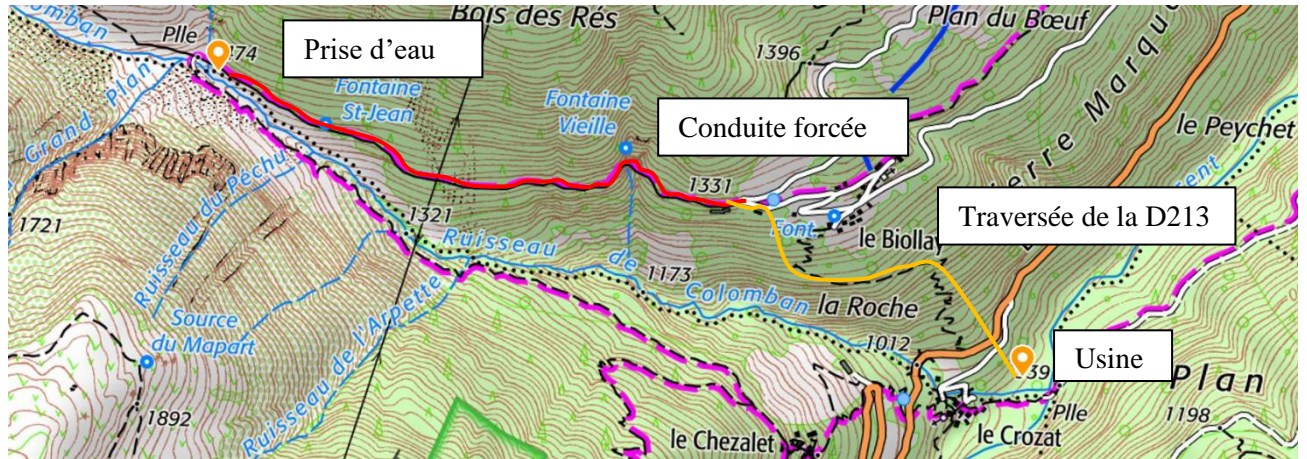 Bois des Rés
Plan du Bœuf
Colomban
Plle
1474
Prise d'eau
1396
Grand Plan
Fontaine
St-Jean
Fontaine
Vieille
Conduite forcée
le Peychet
1331
1721
Ruisseau du Péchu
1321
Ruisseau de Colomban
Font.
le Biollay
Traversée de la D213
1173
la Roche
Source
du Mapart
Ruisseau de l'Arpette
1012
939
Usine
Plan
1892
Plle
1198
le Chezalet
le Crozat